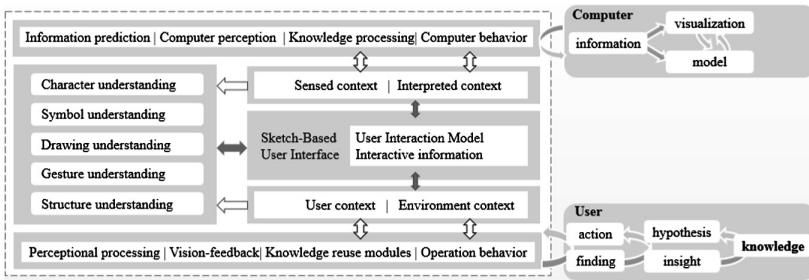 Information prediction | Computer perception | Knowledge processing | Computer behavior
Character understanding
Symbol understanding
Drawing understanding
Gesture understanding
Structure understanding
Sensed context | Interpreted context
Sketch-Based
User Interface
User Interaction Model
Interactive information
User context | Environment context
Perceptional processing | Vision-feedback | Knowledge reuse modules | Operation behavior
Computer
information
visualization
model
User
action
hypothesis
knowledge
finding
insight